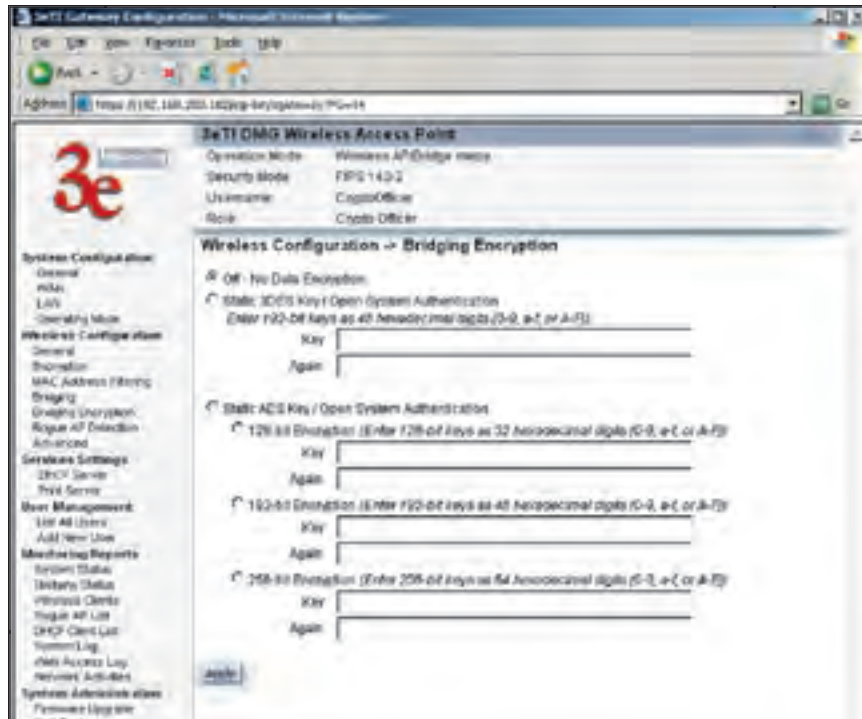 3eTI Gateway Configuration - Microsoft Internet Explorer
File Edit View Favorites Tools Help
Back
Address
Go
3e
3eTI DMG Wireless Access Point
Operation Mode Wireless AP/Bridge mode
Security Mode FIPS 140-2
Username CryptoOfficer
Role Crypto Officer
System Configuration
General
WAN
LAN
Operating Mode
Wireless Configuration
General
Encryption
MAC Address Filtering
Bridging
Bridging Encryption
Rogue AP Detection
Advanced
Services Settings
DHCP Server
Print Server
User Management
List All Users
Add New User
Monitoring/Reports
System Status
Bridging Status
Wireless Clients
Rogue AP List
DHCP Client List
System Log
Web Access Log
Network Activities
System Administration
Firmware Upgrade
Wireless Configuration -> Bridging Encryption
Off - No Data Encryption
Static 3DES Key / Open System Authentication
Enter 192-bit keys as 48 hexadecimal digits (0-9, a-f, or A-F))
Key
Again
Static AES Key / Open System Authentication
128-bit Encryption (Enter 128-bit keys as 32 hexadecimal digits (0-9, a-f, or A-F))
Key
Again
192-bit Encryption (Enter 192-bit keys as 48 hexadecimal digits (0-9, a-f, or A-F))
Key
Again
256-bit Encryption (Enter 256-bit keys as 64 hexadecimal digits (0-9, a-f, or A-F))
Key
Again
Apply